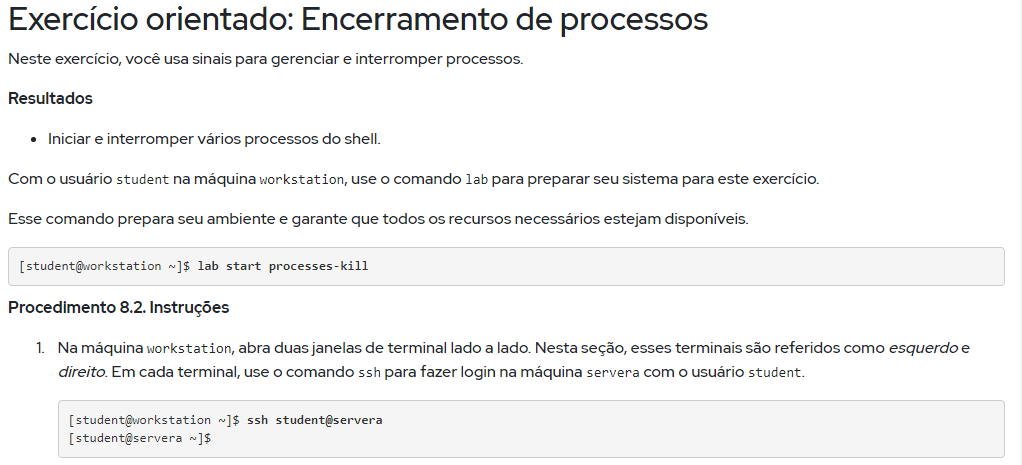 Exercício orientado: Encerramento de processos
Neste exercício, você usa sinais para gerenciar e interromper processos.
Resultados
• Iniciar e interromper vários processos do shell.
Com o usuário student na máquina workstation, use o comando lab para preparar seu sistema para este exercício.
Esse comando prepara seu ambiente e garante que todos os recursos necessários estejam disponíveis.
[student@workstation ~]$ lab start processes-kill
Procedimento 8.2. Instruções
1. Na máquina workstation, abra duas janelas de terminal lado a lado. Nesta seção, esses terminais são referidos como esquerdo e
direito. Em cada terminal, use o comando ssh para fazer login na máquina servera com o usuário student.
[student@workstation ~]$ ssh student@servera
[student@servera ~]$